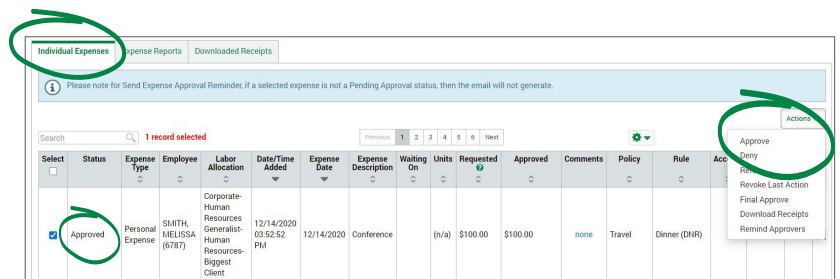 Individual Expenses
Expense Reports
Downloaded Receipts
Please note for Send Expense Approval Reminder, if a selected expense is not a Pending Approval status, then the email will not generate.
Actions
Search
1 record selected
Previous 1 2 3 4 5 6 Next
Approve
Deny
Revoke Last Action
Final Approve
Download Receipts
Remind Approvers
Select
Status
Expense
Type
Employee
Labor
Allocation
Date/Time
Added
Expense
Date
Expense
Description
Waiting
On
Units
Requested
Approved
Comments
Policy
Rule
Approved
Personal
Expense
SMITH,
MELISSA
(6787)
Corporate-
Human
Resources
Generalist-
Human
Resources-
Biggest
Client
12/14/2020
03:52:52
PM
12/14/2020
Conference
(n/a)
$100.00
$100.00
none
Travel
Dinner (DNR)